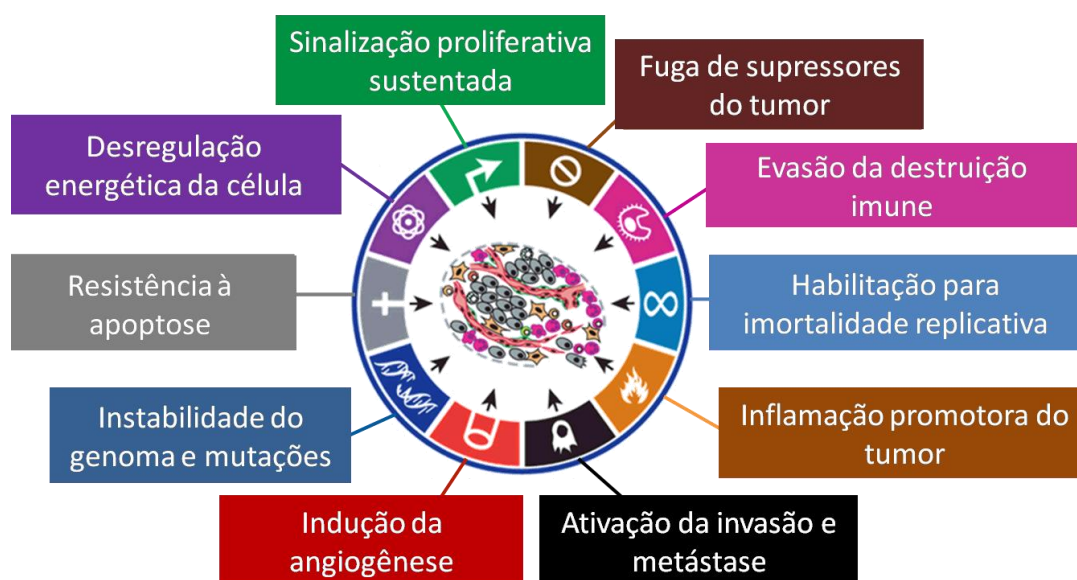 Sinalização proliferativa
sustentada
Fuga de supressores
do tumor
Desregulação
energética da célula
Evasão da destruição
imune
Resistência à
apoptose
Habilitação para
imortalidade replicativa
Instabilidade do
genoma e mutações
Inflamação promotora do
tumor
Indução da
angiogênese
Ativação da invasão e
metástase